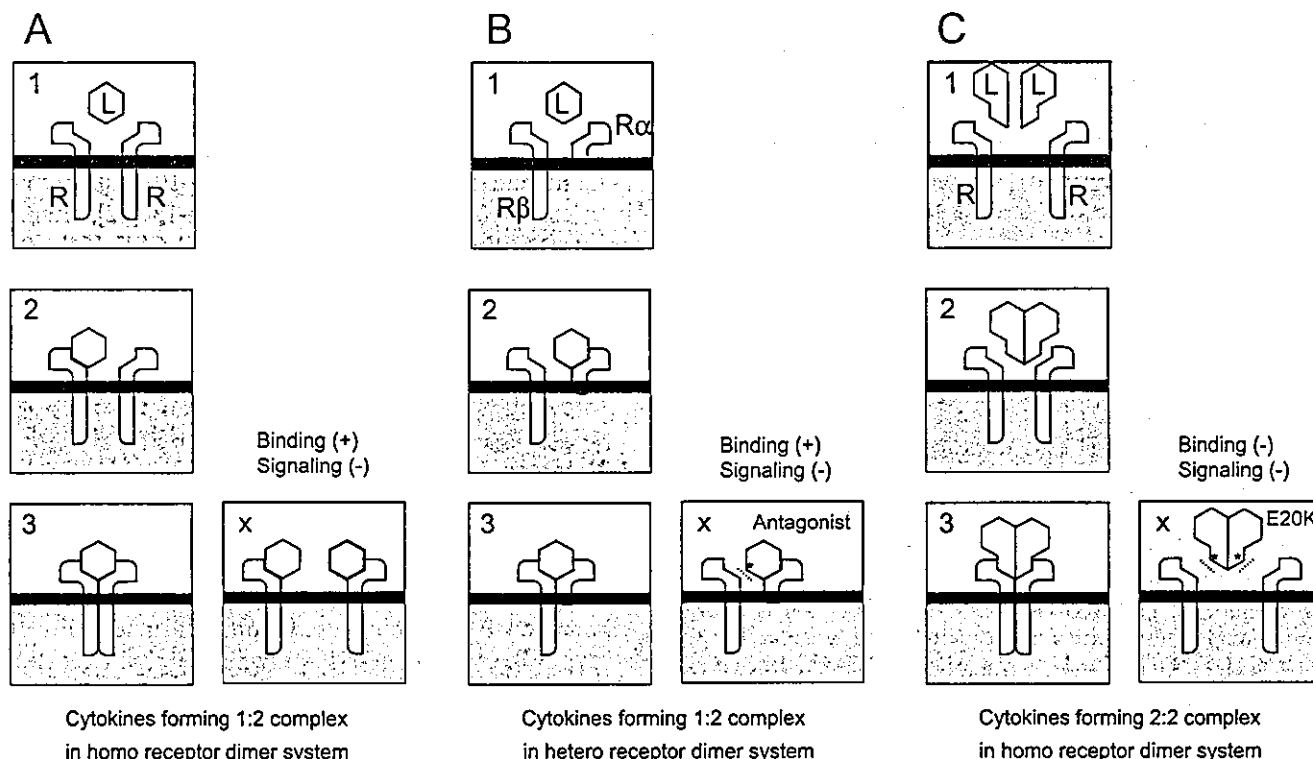 A
1
L
R R
2
3
Binding (+)
Signaling (-)
x
Cytokines forming 1:2 complex
in homo receptor dimer system
B
1
L
Rα
Rβ
2
3
Binding (+)
Signaling (-)
x Antagonist
*
Cytokines forming 1:2 complex
in hetero receptor dimer system
C
1
L L
R R
2
3
Binding (-)
Signaling (-)
x E20K
* *
Cytokines forming 2:2 complex
in homo receptor dimer system